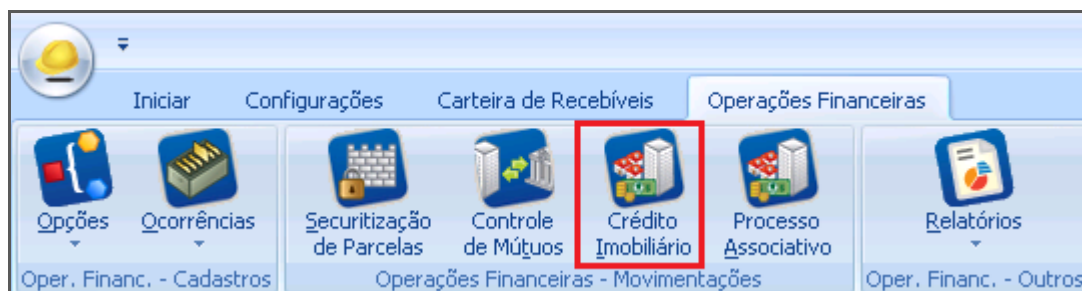 Iniciar Configurações Carteira de Recebíveis Operações Financeiras
Opções Ocorrências Securitização Controle Crédito Processo Relatórios
de Parcelas de Mútuos Imobiliário Associativo
Oper. Financ. - Cadastros Operações Financeiras - Movimentações Oper. Financ. - Outros